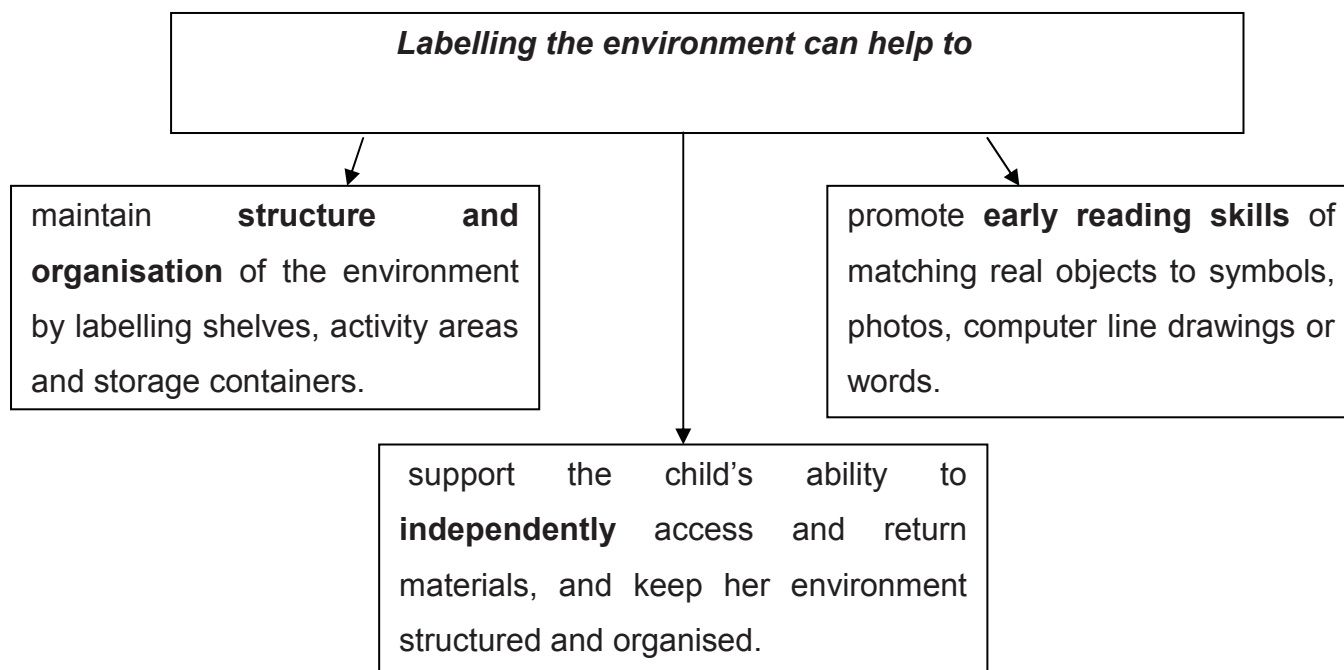 Labelling the environment can help to
maintain structure and
organisation of the environment
by labelling shelves, activity areas
and storage containers.
promote early reading skills of
matching real objects to symbols,
photos, computer line drawings or
words.
support the child’s ability to
independently access and return
materials, and keep her environment
structured and organised.